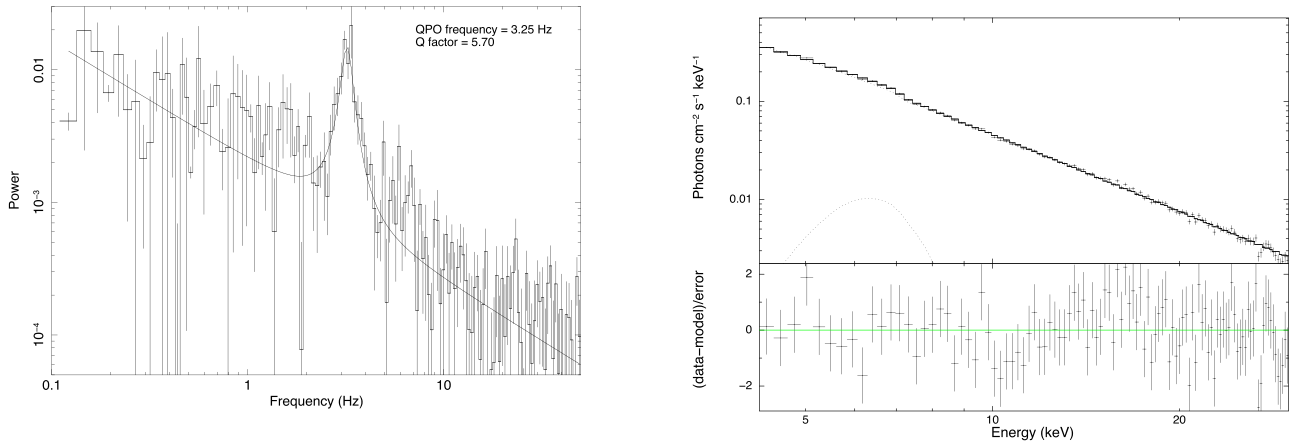 QPO frequency = 3.25 Hz
Q factor = 5.70
Power
0.01
10⁻³
10⁻⁴
0.1
1
10
Frequency (Hz)
Photons cm⁻² s⁻¹ keV⁻¹
0.1
0.01
(data−model)/error
2
0
−2
5
10
20
Energy (keV)